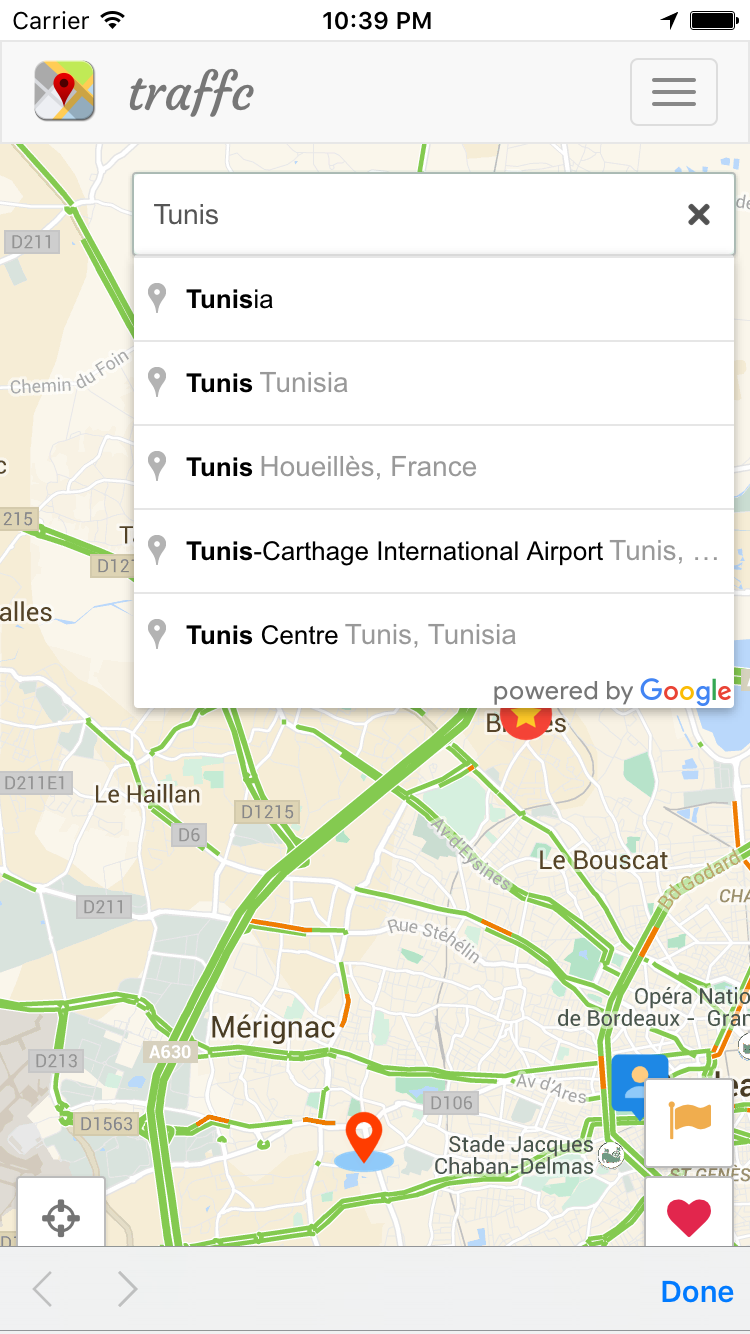 Carrier 10:39 PM
traffc
Tunis
D211
Tunisia
Chemin du Foin
Tunis Tunisia
Tunis Houeillès, France
215
D127
Tunis-Carthage International Airport Tunis, …
alles
Tunis Centre Tunis, Tunisia
powered by Google
D211E1
Le Haillan
D1215
D6
Av. d'Eysines
Le Bouscat
Bd Godard
D211
Rue Stéhélin
CHA
Opéra Natio
de Bordeaux - Gran
Mérignac
A630
D213
Av d'Ares
D106
D1563
Stade Jacques
Chaban-Delmas
ST GENÈS
Done